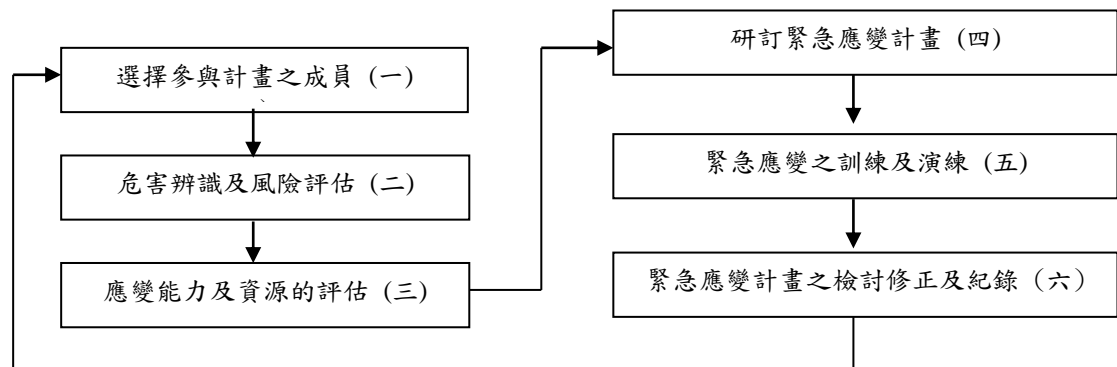 選擇參與計畫之成員 (一)
、
危害辨識及風險評估 (二)
應變能力及資源的評估 (三)
研訂緊急應變計畫 (四)
緊急應變之訓練及演練 (五)
緊急應變計畫之檢討修正及紀錄（六）